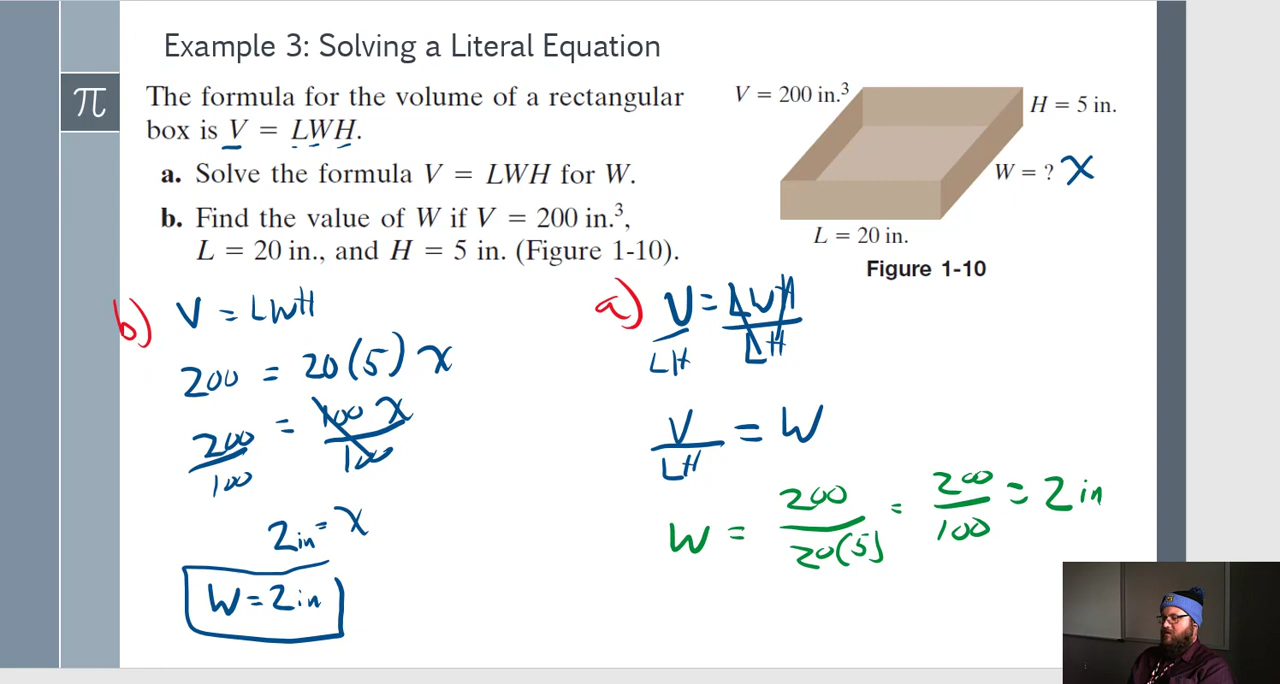 Example 3: Solving a Literal Equation
π
The formula for the volume of a rectangular
box is V = LWH.
a. Solve the formula V = LWH for W.
b. Find the value of W if V = 200 in.³,
L = 20 in., and H = 5 in. (Figure 1-10).
V = 200 in.³
H = 5 in.
W = ? x
L = 20 in.
Figure 1-10
b) V = LWH
200 = 20(5)x
200/100 = 100x/100
2in = x
W = 2in
a) V/LH = LWH/LH
V/LH = W
W = 200/20(5) = 200/100 = 2in